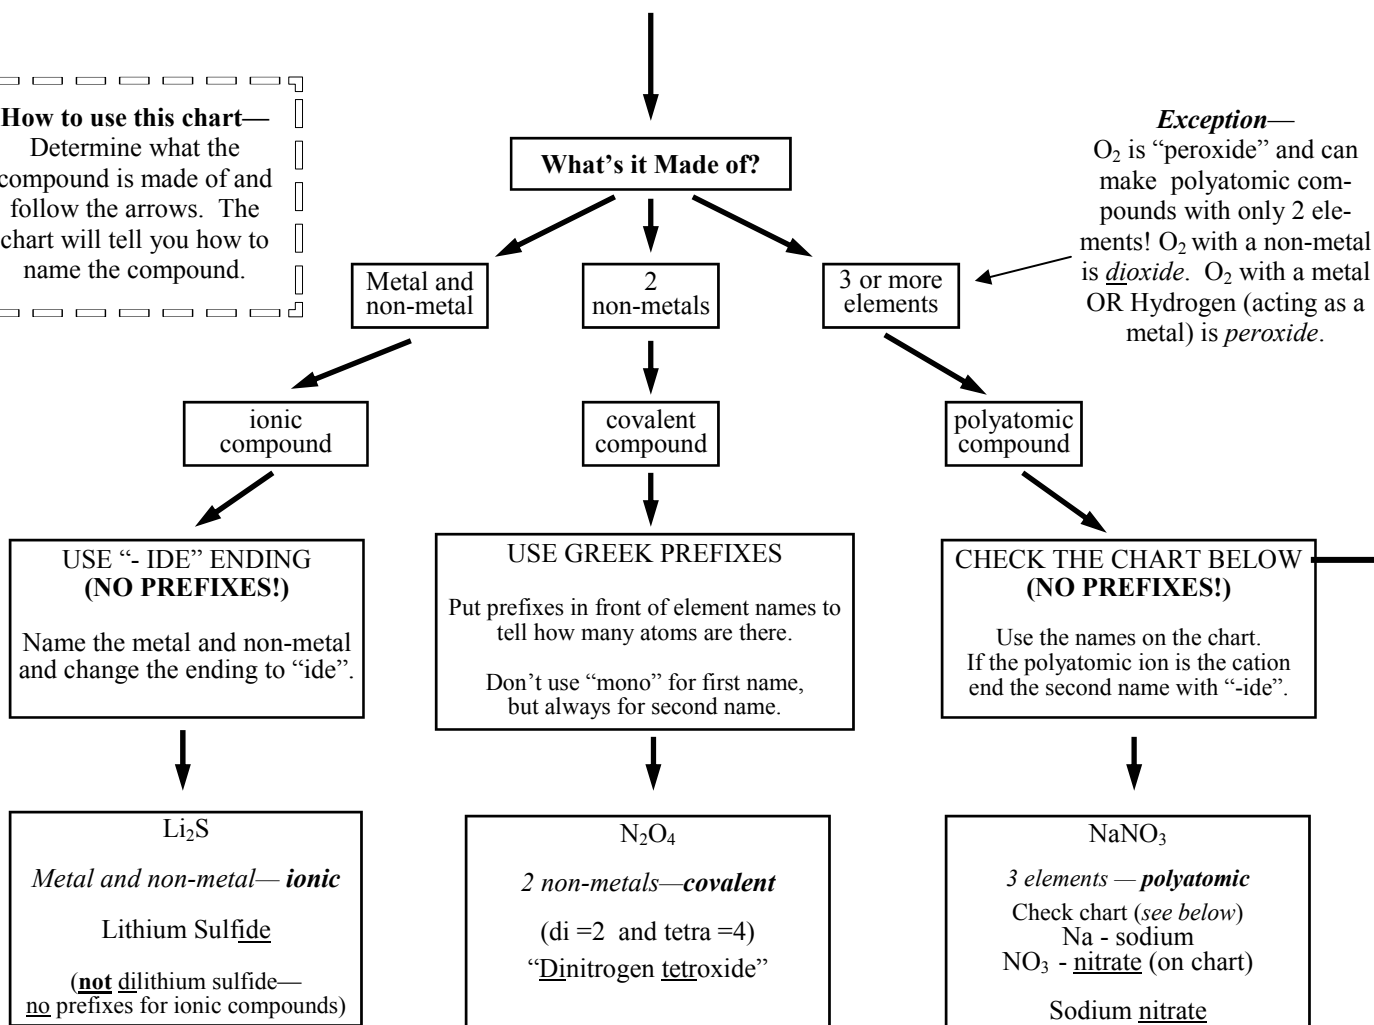 How to use this chart—
Determine what the
compound is made of and
follow the arrows. The
chart will tell you how to
name the compound.
What's it Made of?
Exception—
O₂ is “peroxide” and can
make polyatomic com-
pounds with only 2 ele-
ments! O₂ with a non-metal
is dioxide. O₂ with a metal
OR Hydrogen (acting as a
metal) is peroxide.
Metal and
non-metal
2
non-metals
3 or more
elements
ionic
compound
covalent
compound
polyatomic
compound
USE “- IDE” ENDING
(NO PREFIXES!)
Name the metal and non-metal
and change the ending to “ide”.
USE GREEK PREFIXES
Put prefixes in front of element names to
tell how many atoms are there.
Don’t use “mono” for first name,
but always for second name.
CHECK THE CHART BELOW
(NO PREFIXES!)
Use the names on the chart.
If the polyatomic ion is the cation
end the second name with “-ide”.
Li₂S
Metal and non-metal— ionic
Lithium Sulfide
(not dilithium sulfide—
no prefixes for ionic compounds)
N₂O₄
2 non-metals—covalent
(di =2 and tetra =4)
“Dinitrogen tetroxide”
NaNO₃
3 elements — polyatomic
Check chart (see below)
Na - sodium
NO₃ - nitrate (on chart)
Sodium nitrate